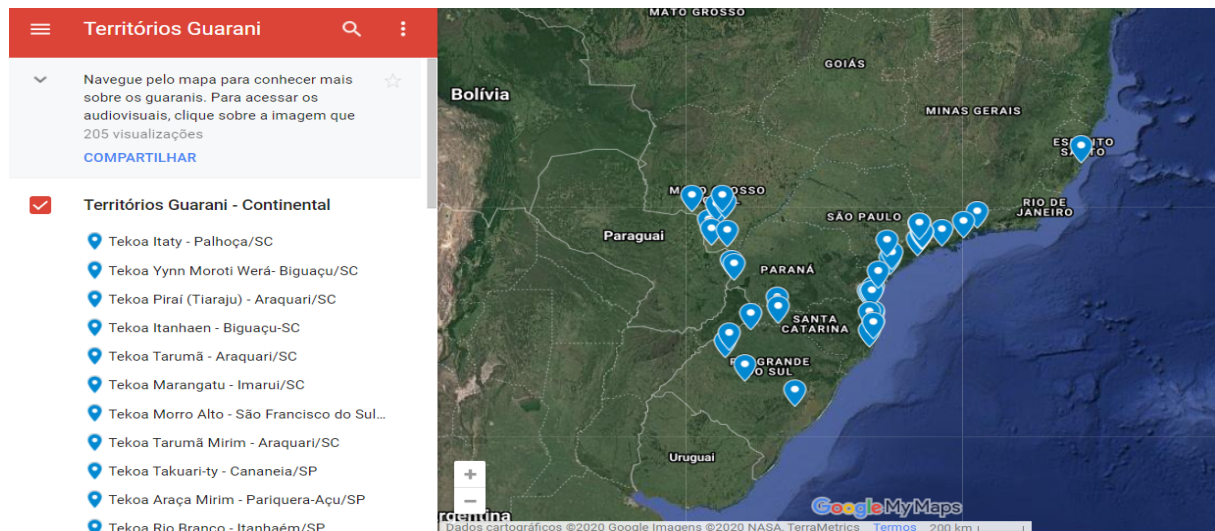 Territórios Guarani
Navegue pelo mapa para conhecer mais
sobre os guaranis. Para acessar os
audiovisuais, clique sobre a imagem que
205 visualizações
COMPARTILHAR
Territórios Guarani - Continental
Tekoa Itaty - Palhoça/SC
Tekoa Yynn Moroti Werá- Biguaçu/SC
Tekoa Piraí (Tiaraju) - Araquari/SC
Tekoa Itanhaen - Biguaçu-SC
Tekoa Tarumã - Araquari/SC
Tekoa Marangatu - Imarui/SC
Tekoa Morro Alto - São Francisco do Sul...
Tekoa Tarumã Mirim - Araquari/SC
Tekoa Takuari-ty - Cananeia/SP
Tekoa Araça Mirim - Pariquera-Açu/SP
Tekoa Rio Branco - Itanhaém/SP
MATO GROSSO
GOIÁS
Bolívia
MINAS GERAIS
SÃO PAULO
RIO DE
JANEIRO
Paraguai
PARANÁ
SANTA
CATARINA
Uruguai
Google My Maps
Dados cartográficos ©2020 Google Imagens ©2020 NASA, TerraMetrics Termos 200 km